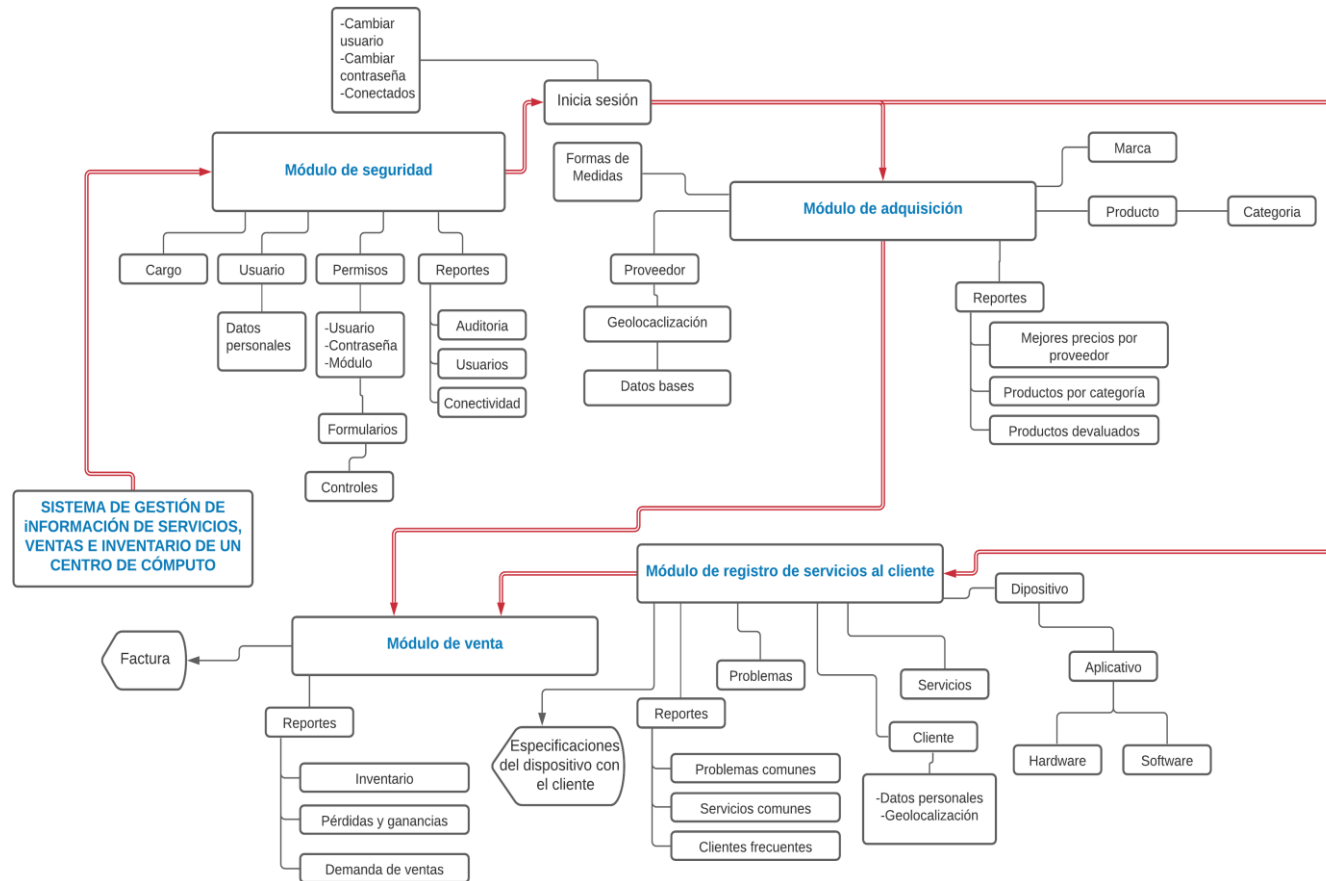 -Cambiar
usuario
-Cambiar
contraseña
-Conectados
Inicia sesión
Módulo de seguridad
Cargo
Usuario
Permisos
Reportes
Datos
personales
-Usuario
-Contraseña
-Módulo
Auditoria
Usuarios
Conectividad
Formularios
Controles
Formas de
Medidas
Módulo de adquisición
Marca
Producto
Categoria
Proveedor
Geolocaclización
Datos bases
Reportes
Mejores precios por
proveedor
Productos por categoría
Productos devaluados
SISTEMA DE GESTIÓN DE
iNFORMACIÓN DE SERVICIOS,
VENTAS E INVENTARIO DE UN
CENTRO DE CÓMPUTO
Módulo de registro de servicios al cliente
Dipositivo
Aplicativo
Hardware
Software
Módulo de venta
Factura
Reportes
Inventario
Pérdidas y ganancias
Demanda de ventas
Especificaciones
del dispositivo con
el cliente
Problemas
Reportes
Problemas comunes
Servicios comunes
Clientes frecuentes
Servicios
Cliente
-Datos personales
-Geolocalización